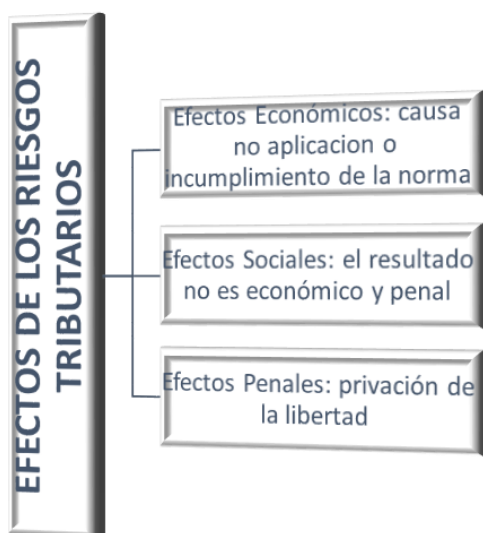 EFECTOS DE LOS RIESGOS
TRIBUTARIOS
Efectos Económicos: causa
no aplicacion o
incumplimiento de la norma
Efectos Sociales: el resultado
no es económico y penal
Efectos Penales: privación de
la libertad